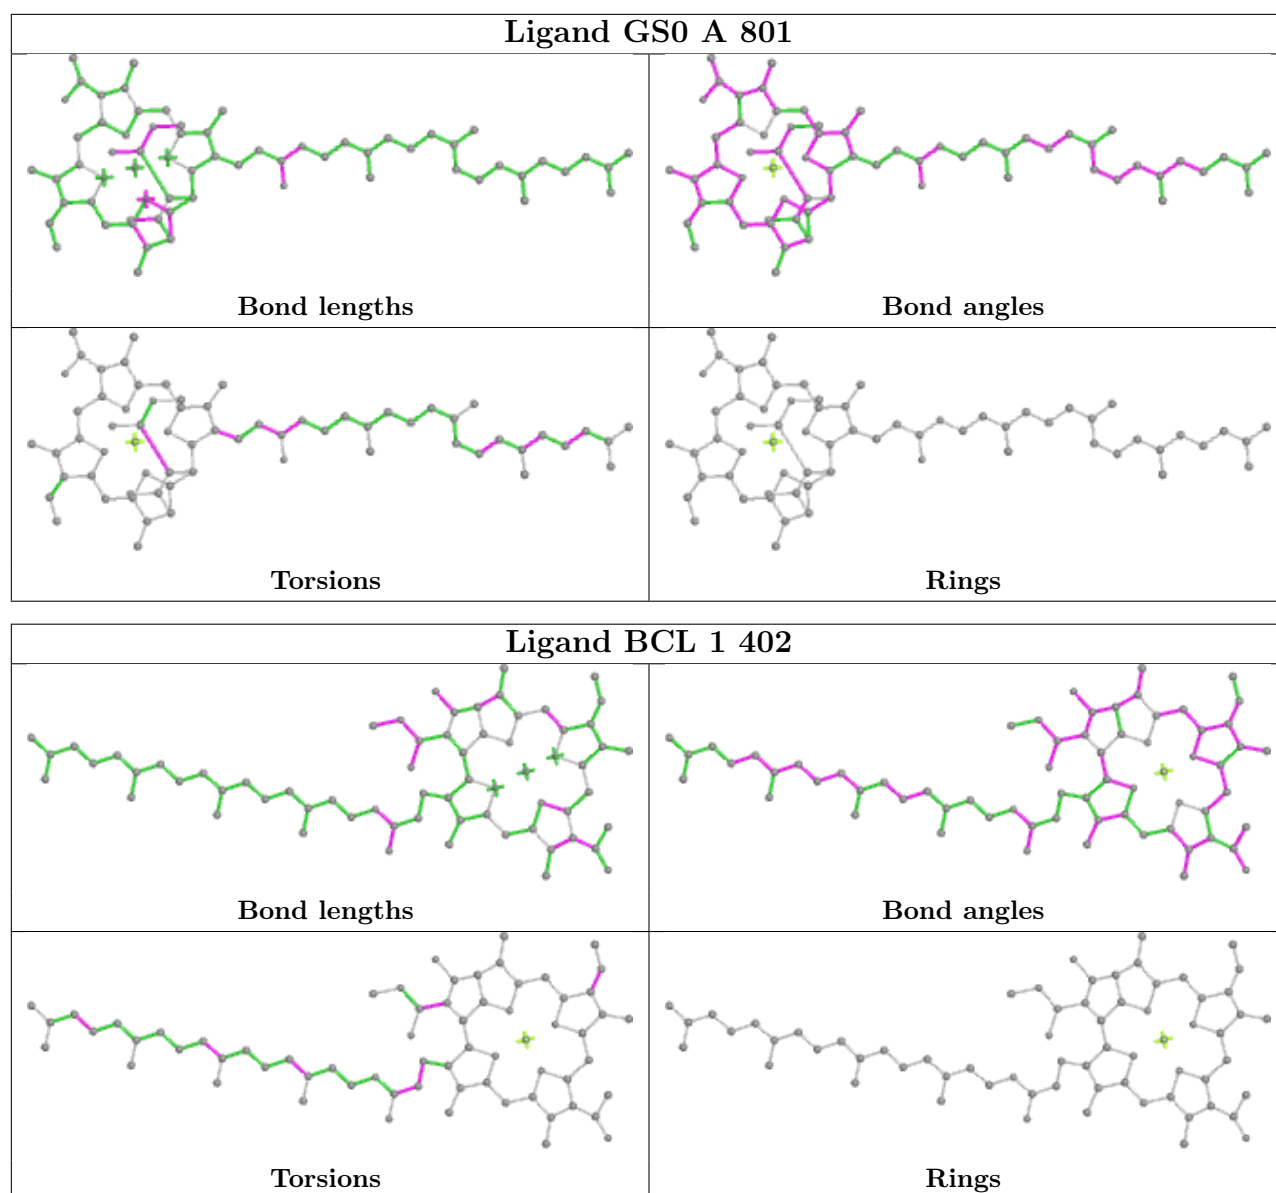 Ligand GS0 A 801
Bond lengths
Bond angles
Torsions
Rings
Ligand BCL 1 402
Bond lengths
Bond angles
Torsions
Rings